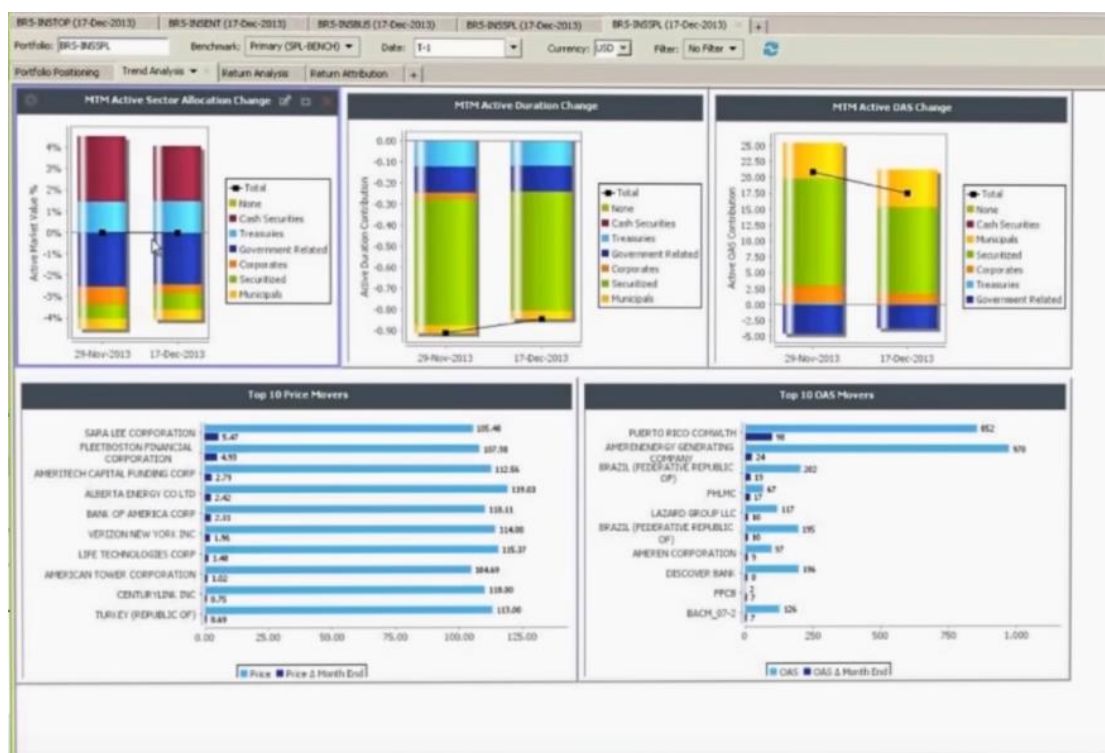 BR5-INSTOP (17-Dec-2013) BR5-INSENT (17-Dec-2013) BR5-INSBUS (17-Dec-2013) BR5-INSSPL (17-Dec-2013) BR5-INSSPL (17-Dec-2013)
Portfolio: BR5-INSSPL Benchmark: Primary (SPL-BENCH) Date: T-1 Currency: USD Filter: No Filter
Portfolio Positioning Trend Analysis Return Analysis Return Attribution
MTM Active Sector Allocation Change
4%
3%
2%
1%
0%
-1%
-2%
-3%
-4%
Active Market Value %
29-Nov-2013 17-Dec-2013
Total
None
Cash Securities
Treasuries
Government Related
Corporates
Securitized
Municipals
MTM Active Duration Change
0.00
-0.10
-0.20
-0.30
-0.40
-0.50
-0.60
-0.70
-0.80
-0.90
Active Duration Contribution
29-Nov-2013 17-Dec-2013
Total
None
Cash Securities
Treasuries
Government Related
Corporates
Securitized
Municipals
MTM Active OAS Change
25.00
22.50
20.00
17.50
15.00
12.50
10.00
7.50
5.00
2.50
0.00
-2.50
-5.00
Active OAS Contribution
29-Nov-2013 17-Dec-2013
Total
None
Cash Securities
Municipals
Securitized
Corporates
Treasuries
Government Related
Top 10 Price Movers
SARA LEE CORPORATION 105.48
5.47
FLEETBOSTON FINANCIAL 107.98
CORPORATION 4.93
AMERITECH CAPITAL FUNDING CORP 112.56
2.79
ALBERTA ENERGY CO LTD 119.03
2.42
BANK OF AMERICA CORP 110.11
2.31
VERIZON NEW YORK INC 114.08
1.96
LIFE TECHNOLOGIES CORP 115.37
1.48
AMERICAN TOWER CORPORATION 104.69
1.02
CENTURYLINK INC
0.75
TURKEY (REPUBLIC OF) 113.00
0.69
0.00 25.00 50.00 75.00 100.00 125.00
Price Price Δ Month End
Top 10 OAS Movers
PUERTO RICO COMWLTH 852
98
AMERENENERGY GENERATING 970
COMPANY 24
BRAZIL (FEDERATIVE REPUBLIC 202
OF) 19
FHLMC 67
17
LAZARD GROUP LLC 117
10
BRAZIL (FEDERATIVE REPUBLIC 195
OF) 10
AMEREN CORPORATION 97
9
DISCOVER BANK 196
8
2
7
BACM_07-2 126
7
0 250 500 750 1,000
OAS OAS Δ Month End